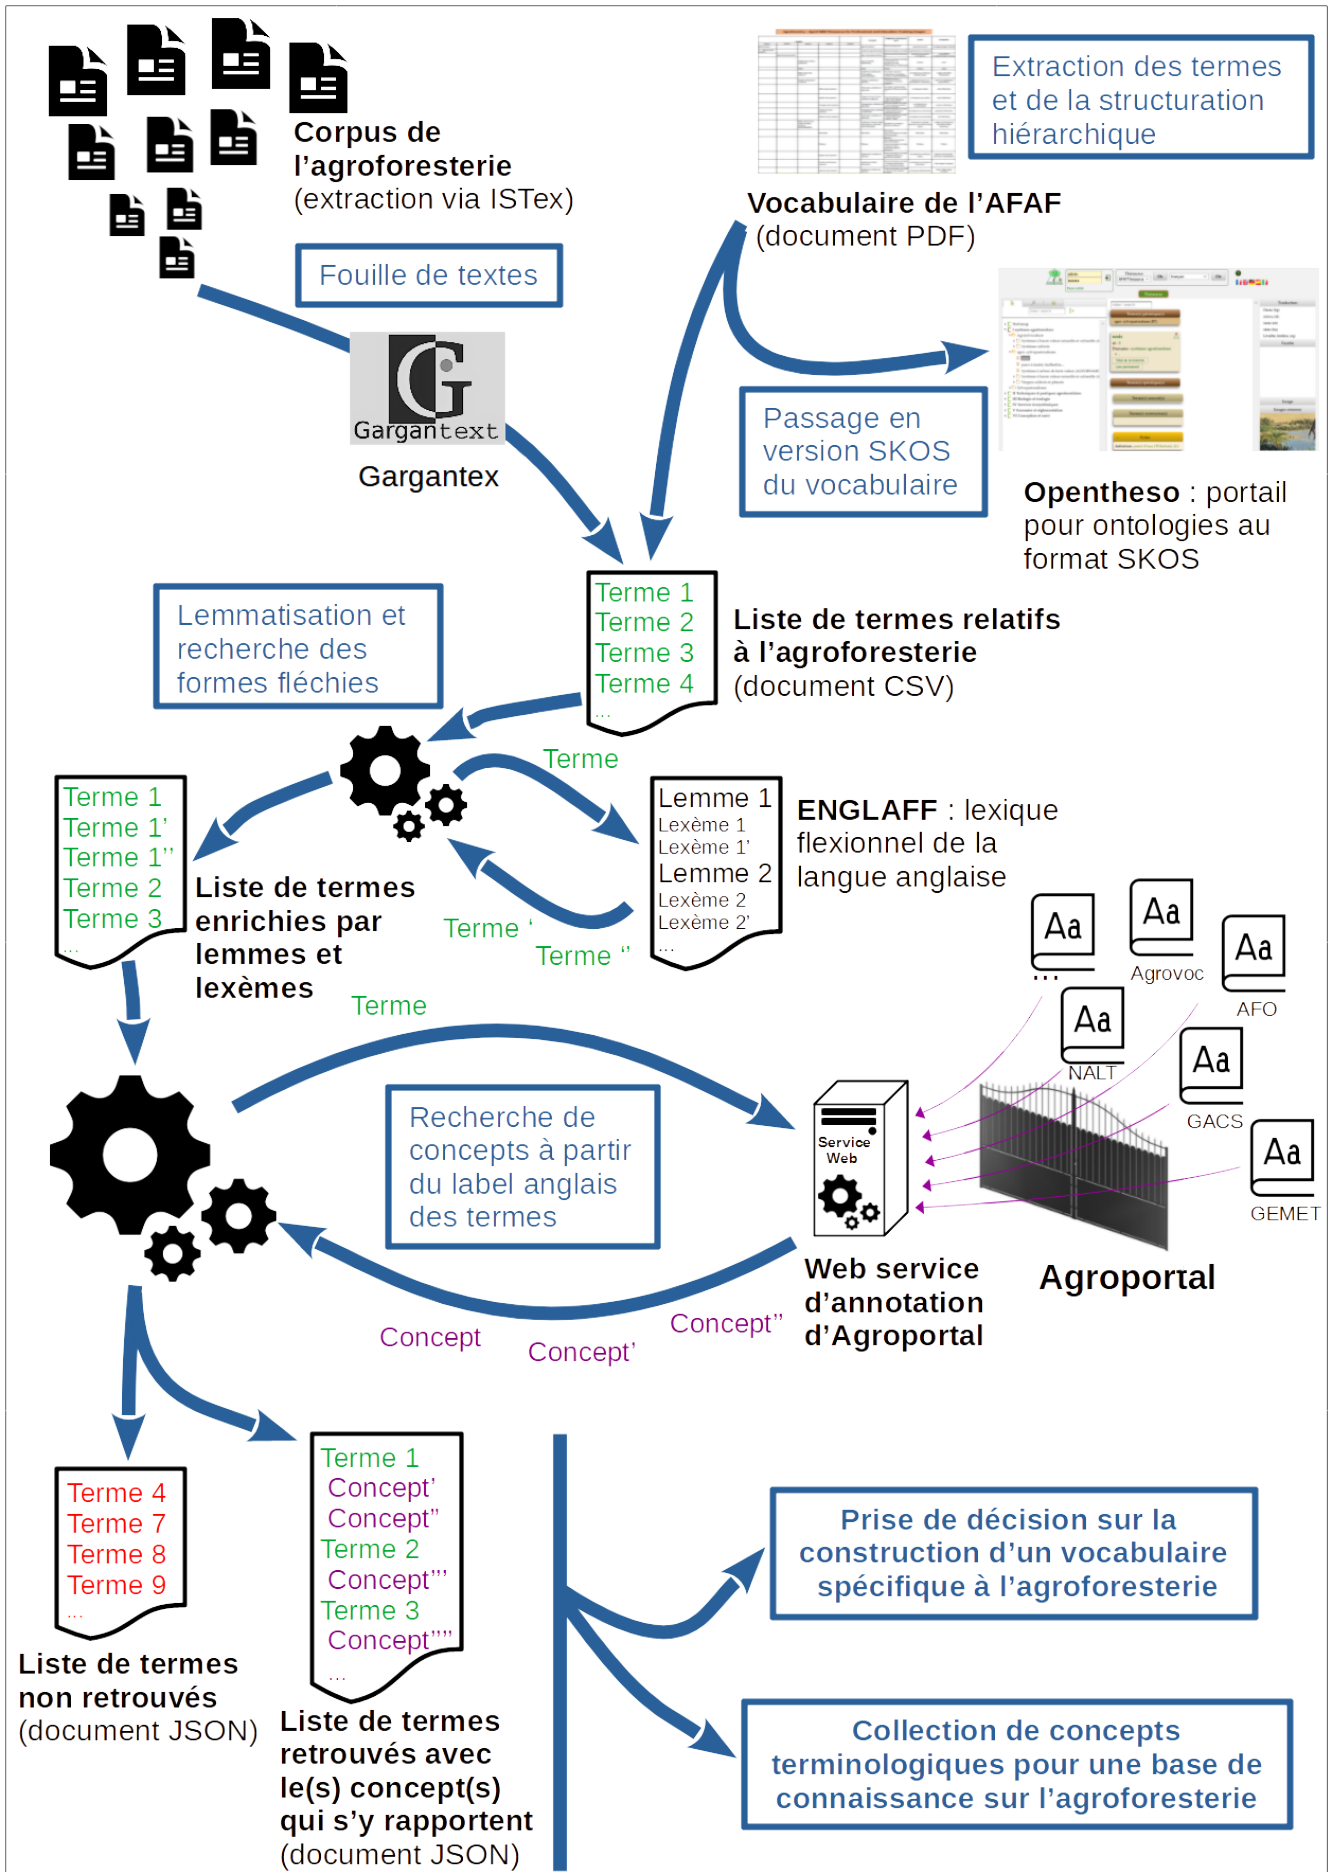 Corpus de
l'agroforesterie
(extraction via ISTex)
Extraction des termes
et de la structuration
hiérarchique
Vocabulaire de l'AFAF
(document PDF)
Fouille de textes
Gargantext
Gargantex
Passage en
version SKOS
du vocabulaire
Opentheso : portail
pour ontologies au
format SKOS
Terme 1
Terme 2
Terme 3
Terme 4
...
Liste de termes relatifs
à l'agroforesterie
(document CSV)
Lemmatisation et
recherche des
formes fléchies
Terme
Terme 1
Terme 1'
Terme 1''
Terme 2
Terme 3
...
Liste de termes
enrichies par
lemmes et
lexèmes
Lemme 1
Lexème 1
Lexème 1'
Lemme 2
Lexème 2
Lexème 2'
...
ENGLAFF : lexique
flexionnel de la
langue anglaise
Terme ‘
Terme ‘’
Aa
...
Aa
Agrovoc
Aa
AFO
Aa
NALT
Aa
GACS
Aa
GEMET
Terme
Recherche de
concepts à partir
du label anglais
des termes
Service
Web
Web service
d'annotation
d'Agroportal
Agroportal
Concept
Concept’
Concept’’
Terme 4
Terme 7
Terme 8
Terme 9
...
Liste de termes
non retrouvés
(document JSON)
Terme 1
Concept’
Concept’’
Terme 2
Concept’’’
Terme 3
Concept’’’’
...
Liste de termes
retrouvés avec
le(s) concept(s)
qui s'y rapportent
(document JSON)
Prise de décision sur la
construction d'un vocabulaire
spécifique à l'agroforesterie
Collection de concepts
terminologiques pour une base de
connaissance sur l'agroforesterie